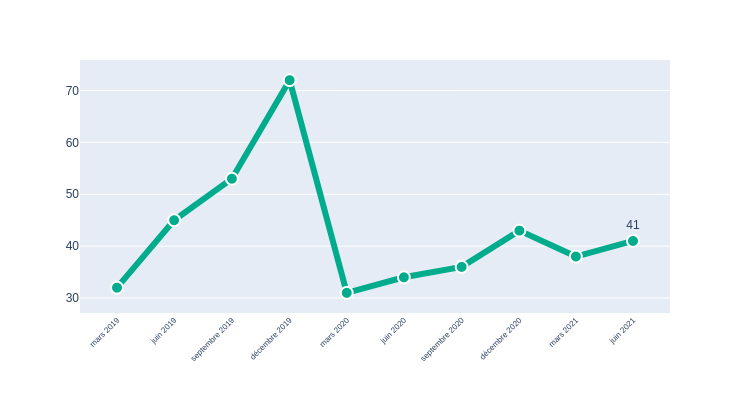 70
60
50
40
30
41
mars 2019
juin 2019
septembre 2019
décembre 2019
mars 2020
juin 2020
septembre 2020
décembre 2020
mars 2021
juin 2021